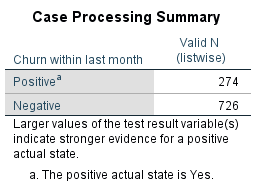 Case Processing Summary
Churn within last month Valid N (listwise)
Positiveᵃ 274
Negative 726
Larger values of the test result variable(s)
indicate stronger evidence for a positive
actual state.
a. The positive actual state is Yes.